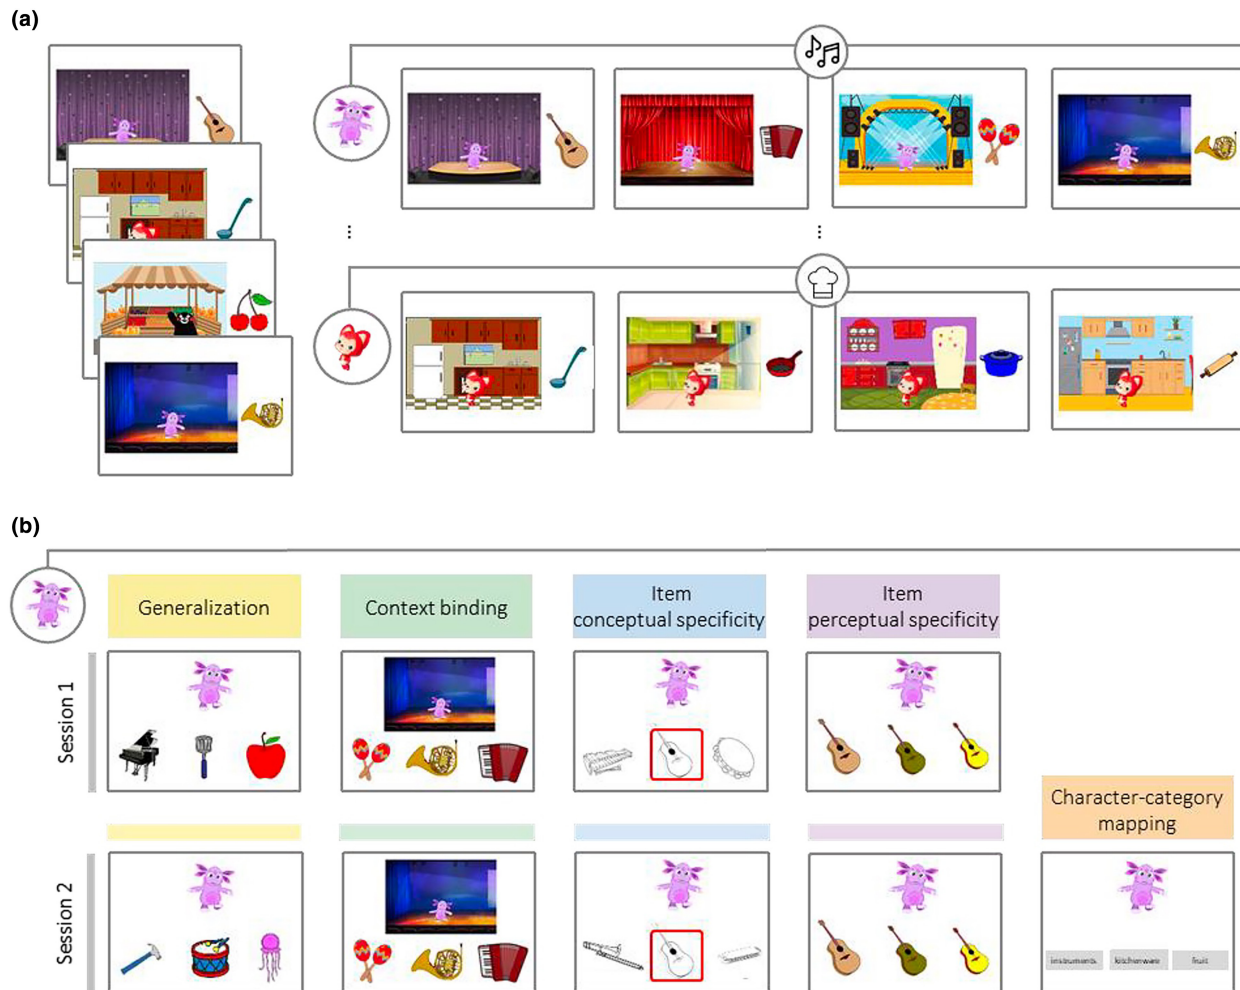 (a)
(b)
Generalization
Context binding
Item
conceptual specificity
Item
perceptual specificity
Session 1
Character-category
mapping
Session 2
instruments
kitchenware
fruit